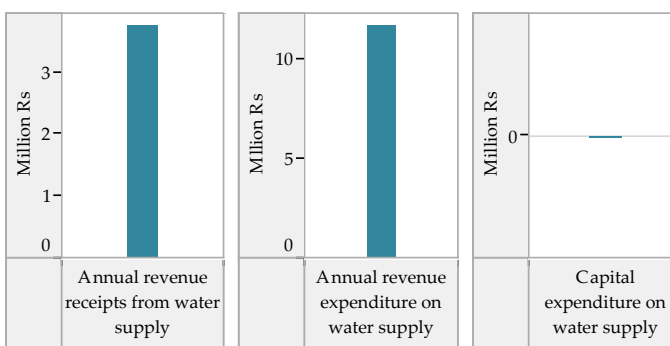 Million Rs
3
2
1
0
Annual revenue
receipts from water
supply
Million Rs
10
5
0
Annual revenue
expenditure on
water supply
Million Rs
0
Capital
expenditure on
water supply